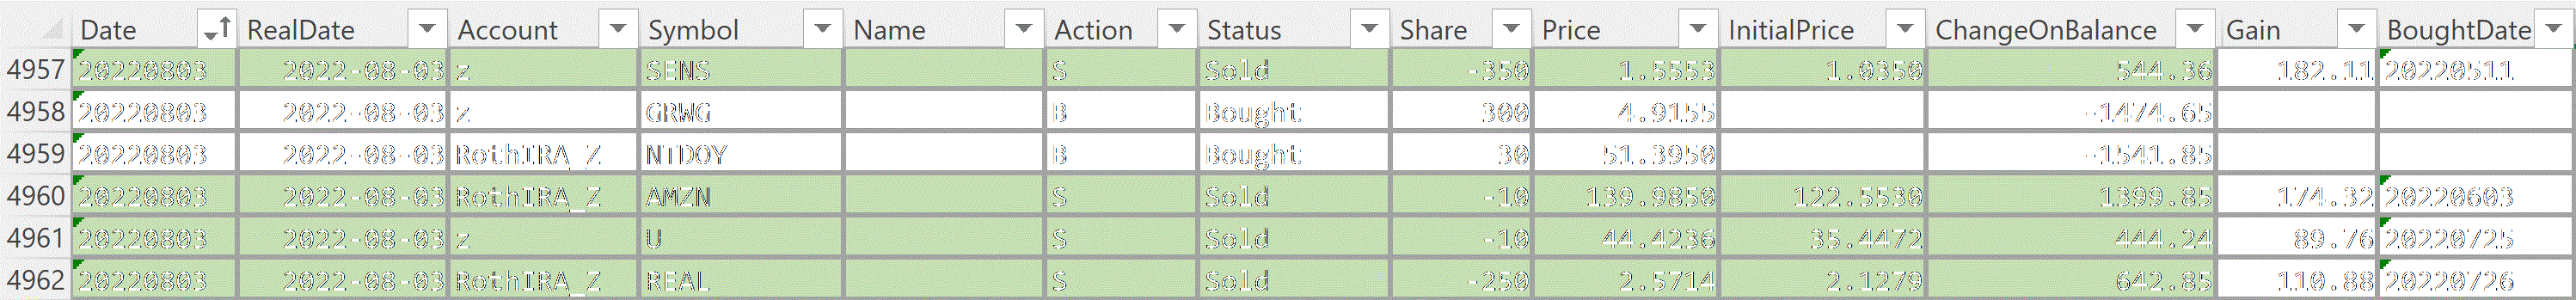 Date RealDate Account Symbol Name Action Status Share Price InitialPrice ChangeOnBalance Gain BoughtDate
4957 20220803 2022-08-03 z SENS S Sold -350 1.5553 1.0350 544.36 182.11 20220511
4958 20220803 2022-08-03 z GRWG B Bought 300 4.9155 -1474.65
4959 20220803 2022-08-03 RothIRA_Z NTDOY B Bought 30 51.3950 -1541.85
4960 20220803 2022-08-03 RothIRA_Z AMZN S Sold -10 139.9850 122.5530 1399.85 174.32 20220603
4961 20220803 2022-08-03 z U S Sold -10 44.4236 35.4472 444.24 89.76 20220725
4962 20220803 2022-08-03 RothIRA_Z REAL S Sold -250 2.5714 2.1279 642.85 110.88 20220726